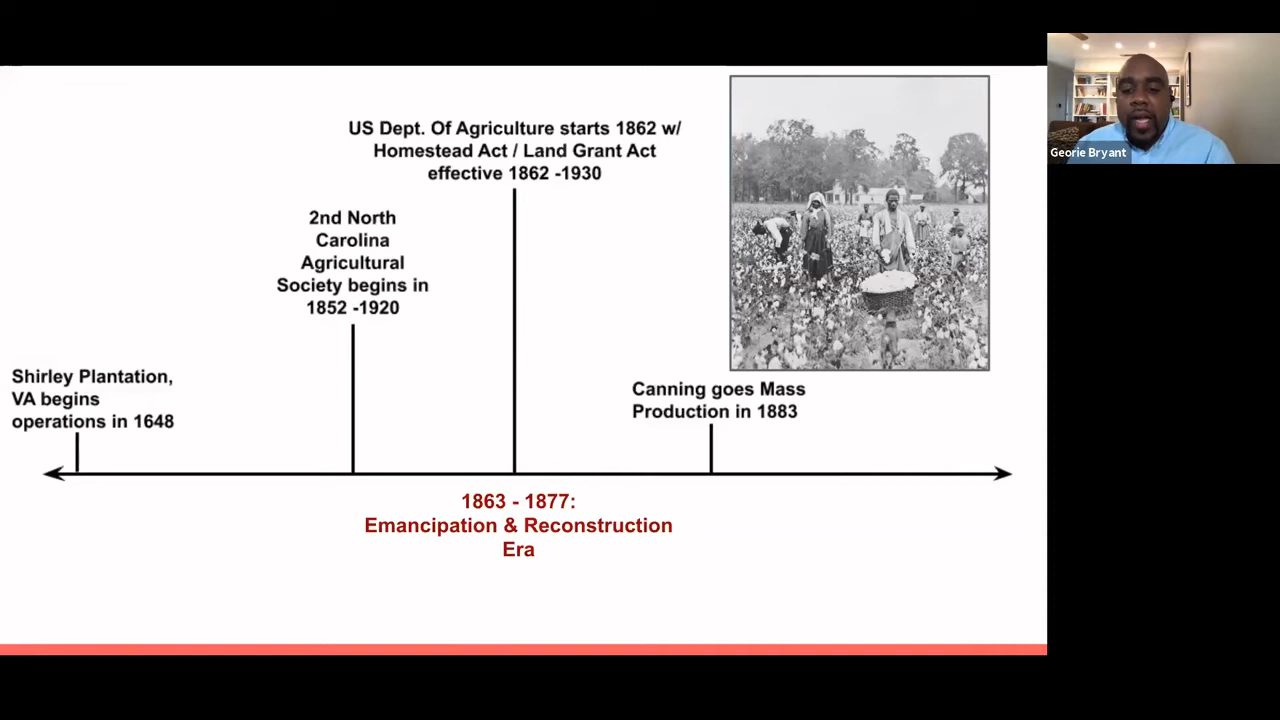 US Dept. Of Agriculture starts 1862 w/
Homestead Act / Land Grant Act
effective 1862 -1930
2nd North
Carolina
Agricultural
Society begins in
1852 -1920
Shirley Plantation,
VA begins
operations in 1648
Canning goes Mass
Production in 1883
1863 - 1877:
Emancipation & Reconstruction
Era
Georie Bryant